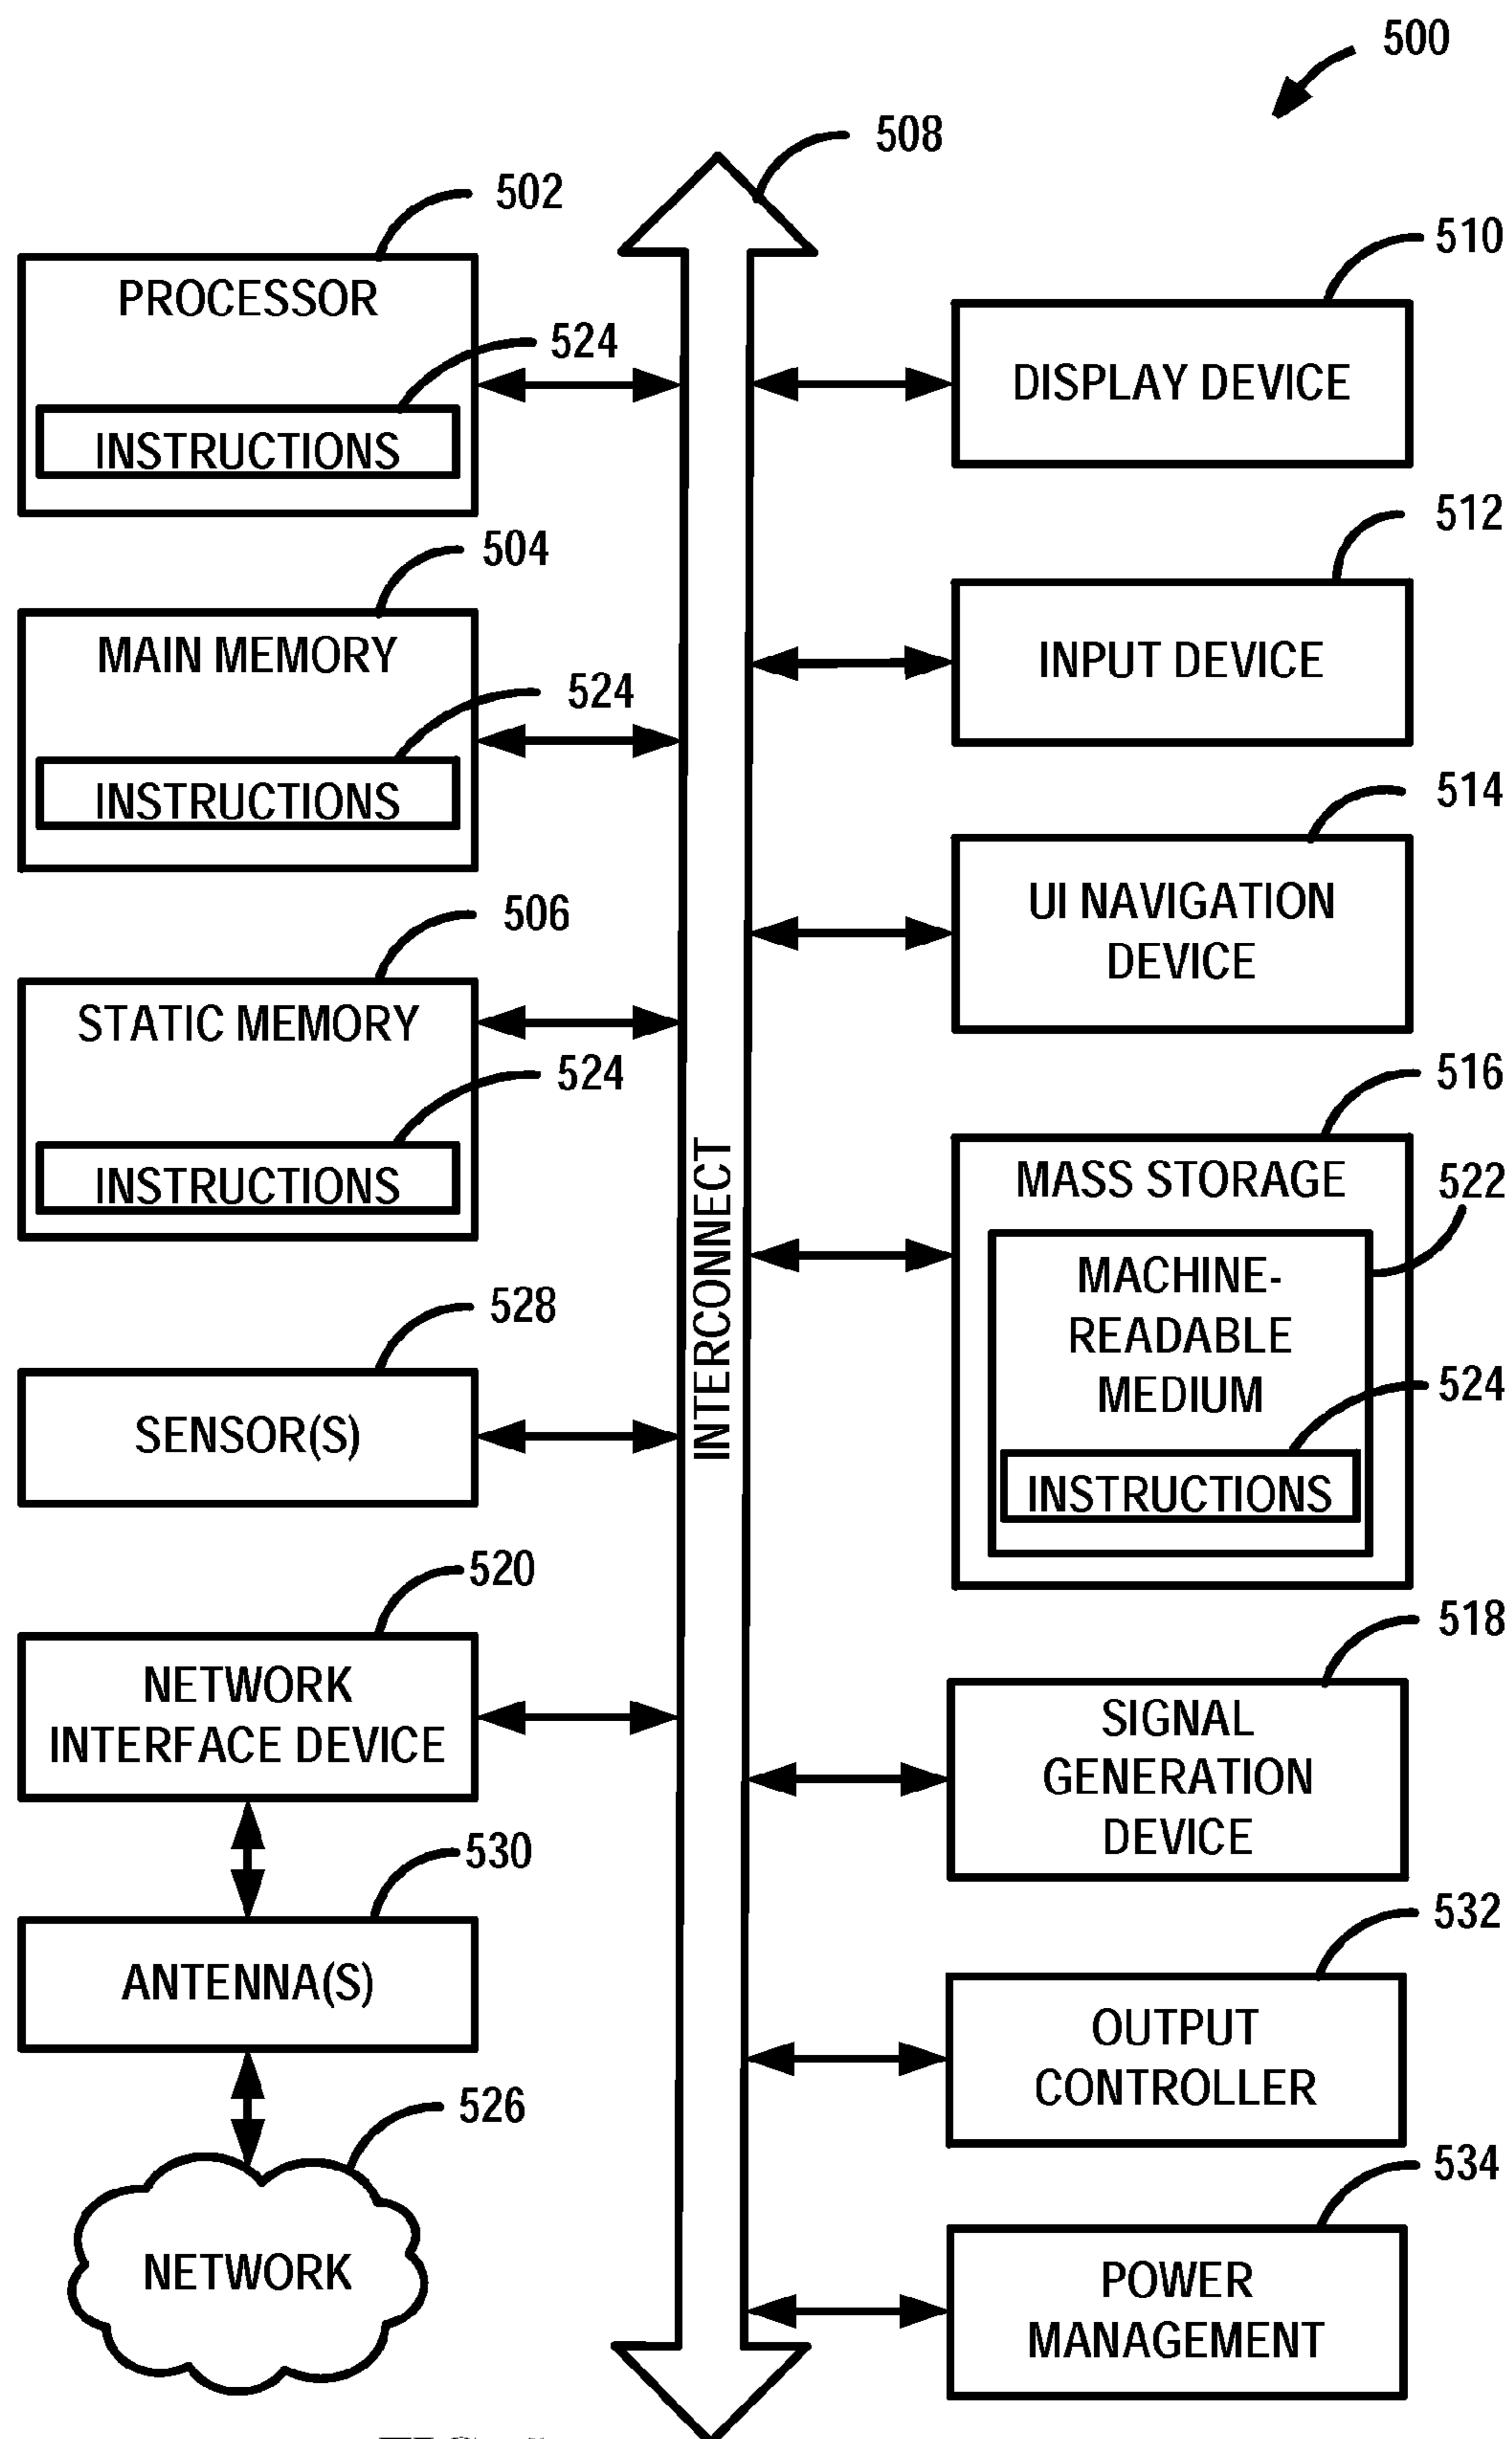 500
508
502
PROCESSOR
524
INSTRUCTIONS
504
MAIN MEMORY
524
INSTRUCTIONS
506
STATIC MEMORY
524
INSTRUCTIONS
528
SENSOR(S)
520
NETWORK
INTERFACE DEVICE
530
ANTENNA(S)
526
NETWORK
INTERCONNECT
510
DISPLAY DEVICE
512
INPUT DEVICE
514
UI NAVIGATION
DEVICE
516
MASS STORAGE
522
MACHINE-
READABLE
MEDIUM
524
INSTRUCTIONS
518
SIGNAL
GENERATION
DEVICE
532
OUTPUT
CONTROLLER
534
POWER
MANAGEMENT